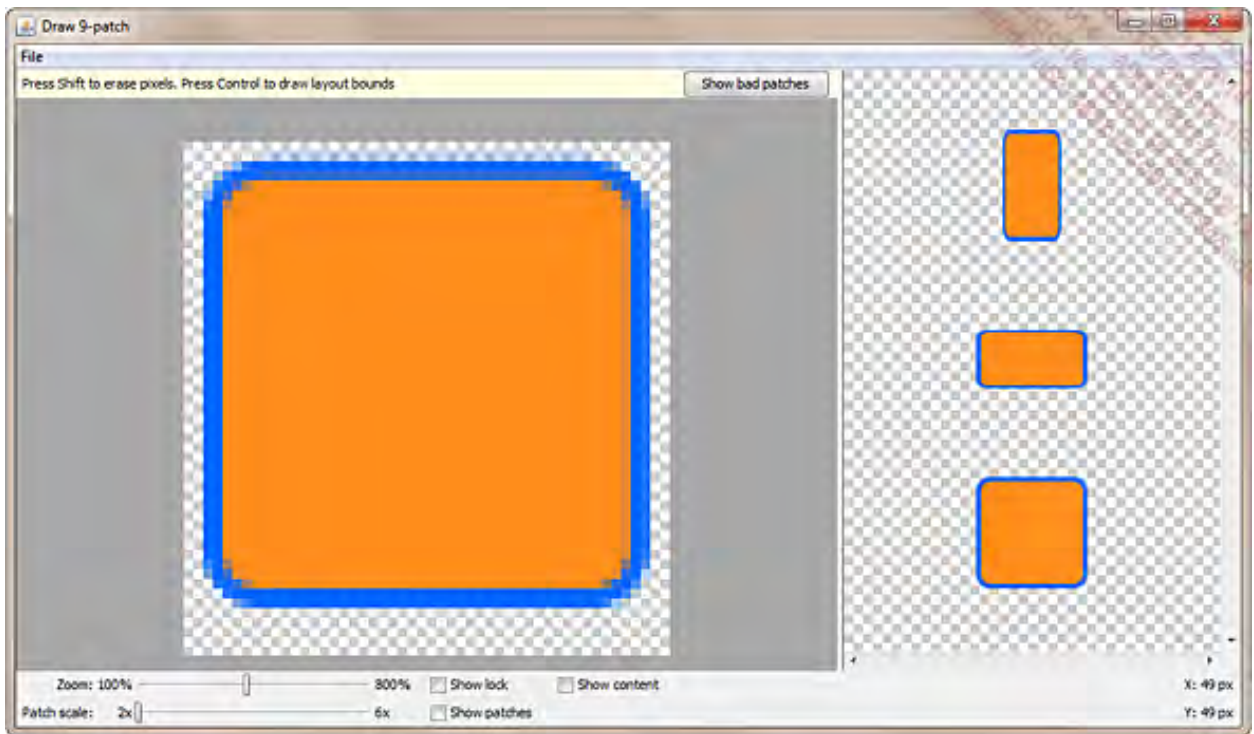 Draw 9-patch
File
Press Shift to erase pixels. Press Control to draw layout bounds
Show bad patches
Zoom: 100%
800%
Show lock
Show content
X: 49 px
Patch scale: 2x
6x
Show patches
Y: 49 px